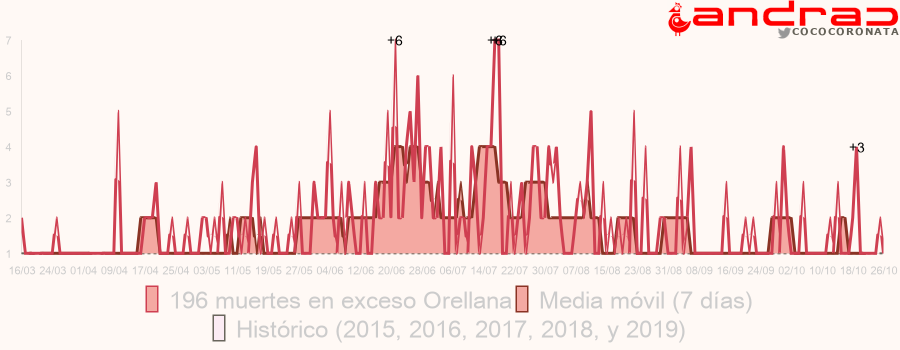 andrac
COCOCORONATA
+6 +6 +6
+3
7
6
5
4
3
2
1
16/03 24/03 01/04 09/04 17/04 25/04 03/05 11/05 19/05 27/05 04/06 12/06 20/06 28/06 06/07 14/07 22/07 30/07 07/08 15/08 23/08 31/08 08/09 16/09 24/09 02/10 10/10 18/10 26/10
196 muertes en exceso Orellana Media móvil (7 días)
Histórico (2015, 2016, 2017, 2018, y 2019)